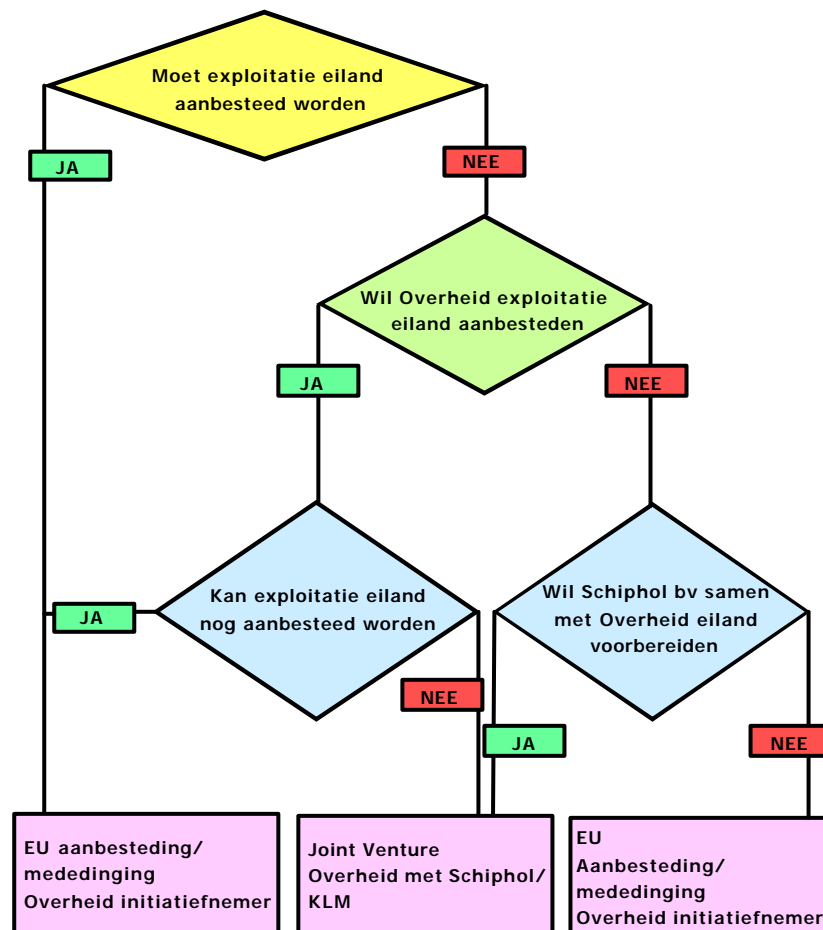 Moet exploitatie eiland
aanbesteed worden
JA
NEE
Wil Overheid exploitatie
eiland aanbesteden
JA
NEE
Kan exploitatie eiland
nog aanbesteed worden
Wil Schiphol bv samen
met Overheid eiland
voorbereiden
JA
NEE
JA
NEE
EU aanbesteding/
mededinging
Overheid initiatiefnemer
Joint Venture
Overheid met Schiphol/
KLM
EU
Aanbesteding/
mededinging
Overheid initiatiefnemer